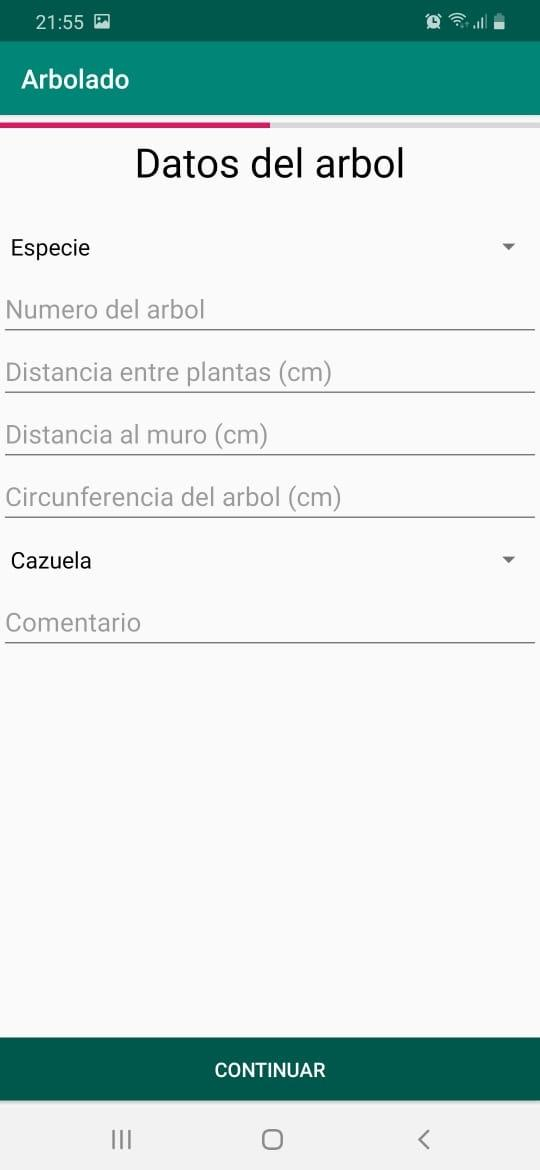 21:55
Arbolado
Datos del arbol
Especie
Numero del arbol
Distancia entre plantas (cm)
Distancia al muro (cm)
Circunferencia del arbol (cm)
Cazuela
Comentario
CONTINUAR